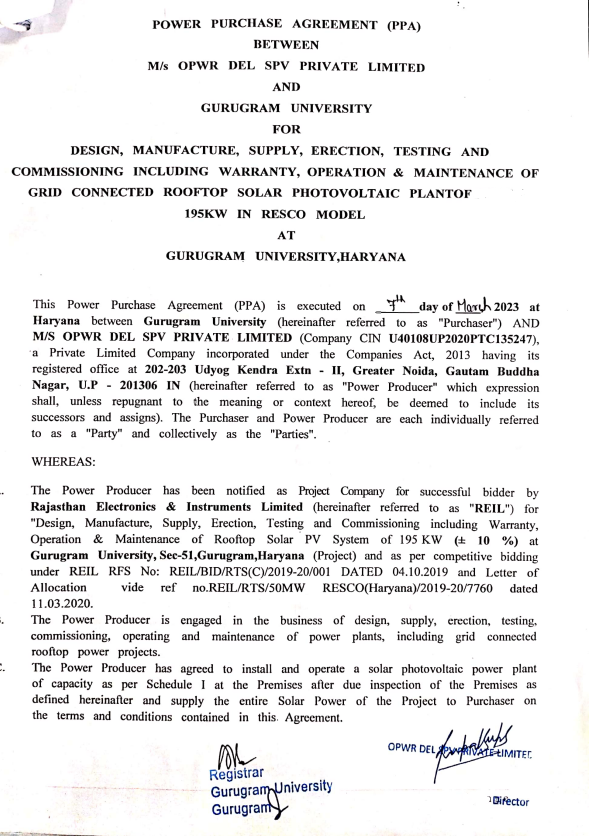 POWER PURCHASE AGREEMENT (PPA)
BETWEEN
M/s OPWR DEL SPV PRIVATE LIMITED
AND
GURUGRAM UNIVERSITY
FOR
DESIGN, MANUFACTURE, SUPPLY, ERECTION, TESTING AND
COMMISSIONING INCLUDING WARRANTY, OPERATION & MAINTENANCE OF
GRID CONNECTED ROOFTOP SOLAR PHOTOVOLTAIC PLANTOF
195KW IN RESCO MODEL
AT
GURUGRAM UNIVERSITY,HARYANA
This Power Purchase Agreement (PPA) is executed on 7th day of March 2023 at
Haryana between Gurugram University (hereinafter referred to as "Purchaser") AND
M/S OPWR DEL SPV PRIVATE LIMITED (Company CIN U40108UP2020PTC135247),
a Private Limited Company incorporated under the Companies Act, 2013 having its
registered office at 202-203 Udyog Kendra Extn - II, Greater Noida, Gautam Buddha
Nagar, U.P - 201306 IN (hereinafter referred to as "Power Producer" which expression
shall, unless repugnant to the meaning or context hereof, be deemed to include its
successors and assigns). The Purchaser and Power Producer are each individually referred
to as a "Party" and collectively as the "Parties".
WHEREAS:
The Power Producer has been notified as Project Company for successful bidder by
Rajasthan Electronics & Instruments Limited (hereinafter referred to as "REIL") for
"Design, Manufacture, Supply, Erection, Testing and Commissioning including Warranty,
Operation & Maintenance of Rooftop Solar PV System of 195 KW (± 10 %) at
Gurugram University, Sec-51,Gurugram,Haryana (Project) and as per competitive bidding
under REIL RFS No: REIL/BID/RTS(C)/2019-20/001 DATED 04.10.2019 and Letter of
Allocation vide ref no.REIL/RTS/50MW RESCO(Haryana)/2019-20/7760 dated
11.03.2020.
The Power Producer is engaged in the business of design, supply, erection, testing,
commissioning, operating and maintenance of power plants, including grid connected
rooftop power projects.
C. The Power Producer has agreed to install and operate a solar photovoltaic power plant
of capacity as per Schedule I at the Premises after due inspection of the Premises as
defined hereinafter and supply the entire Solar Power of the Project to Purchaser on
the terms and conditions contained in this Agreement.
OPWR DEL SPV PRIVATE LIMITED
Registrar
Gurugram University
Gurugram
Director